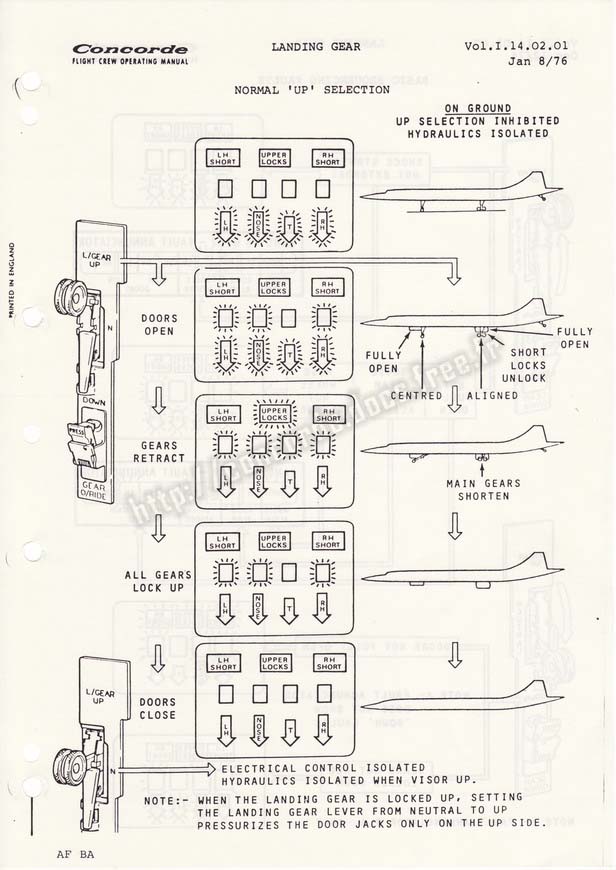 Concorde
FLIGHT CREW OPERATING MANUAL
LANDING GEAR
Vol.I.14.02.01
Jan 8/76
NORMAL 'UP' SELECTION
ON GROUND
UP SELECTION INHIBITED
HYDRAULICS ISOLATED
LH SHORT
UPPER LOCKS
RH SHORT
LH
NOSE
T
RH
PRINTED IN ENGLAND
L/GEAR
UP
N
DOWN
PRESS
GEAR
O/RIDE
DOORS
OPEN
LH SHORT
UPPER LOCKS
RH SHORT
LH
NOSE
T
RH
FULLY
OPEN
CENTRED
ALIGNED
SHORT
LOCKS
UNLOCK
FULLY
OPEN
GEARS
RETRACT
LH SHORT
UPPER LOCKS
RH SHORT
LH
NOSE
T
RH
MAIN GEARS
SHORTEN
ALL GEARS
LOCK UP
LH SHORT
UPPER LOCKS
RH SHORT
LH
NOSE
T
RH
DOORS
CLOSE
LH SHORT
UPPER LOCKS
RH SHORT
LH
NOSE
T
RH
L/GEAR
UP
N
ELECTRICAL CONTROL ISOLATED
HYDRAULICS ISOLATED WHEN VISOR UP.
NOTE:- WHEN THE LANDING GEAR IS LOCKED UP, SETTING
THE LANDING GEAR LEVER FROM NEUTRAL TO UP
PRESSURIZES THE DOOR JACKS ONLY ON THE UP SIDE.
AF BA